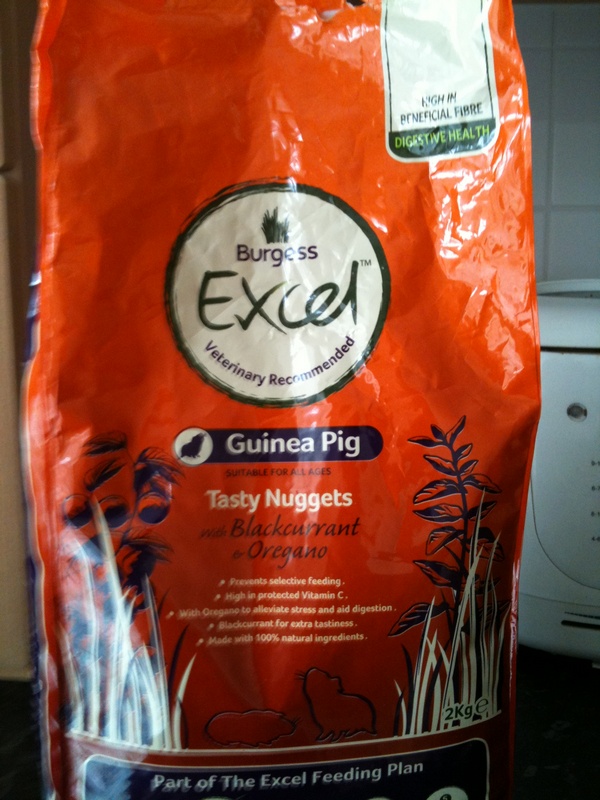 HIGH IN
BENEFICIAL FIBRE
DIGESTIVE HEALTH
Burgess
Excel™
Veterinary Recommended
Guinea Pig
SUITABLE FOR ALL AGES
Tasty Nuggets
with Blackcurrant
& Oregano
Prevents selective feeding.
High in protected Vitamin C.
With Oregano to alleviate stress and aid digestion.
Blackcurrant for extra tastiness.
Made with 100% natural ingredients.
2Kg℮
Part of The Excel Feeding Plan